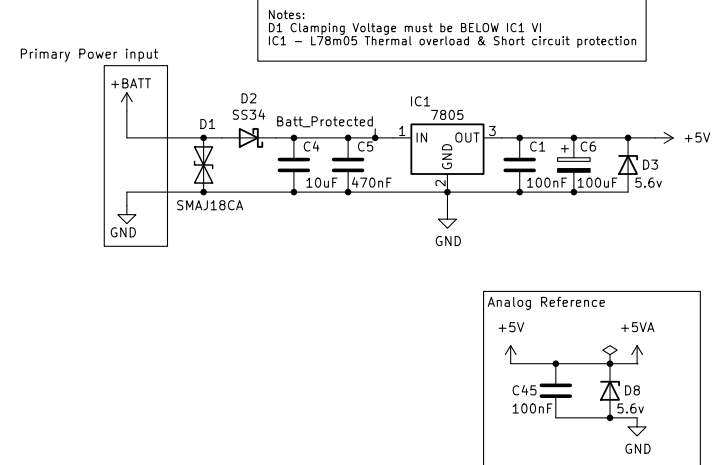 Notes:
D1 Clamping Voltage must be BELOW IC1 VI
IC1 - L78m05 Thermal overload & Short circuit protection
Primary Power input
+BATT
D1
D2
SS34
Batt_Protected
IC1
7805
1
IN
OUT
3
GND
2
C4
10uF
C5
470nF
C1
100nF
+
C6
100uF
D3
5.6v
+5V
SMAJ18CA
GND
GND
Analog Reference
+5V
+5VA
C45
100nF
D8
5.6v
GND